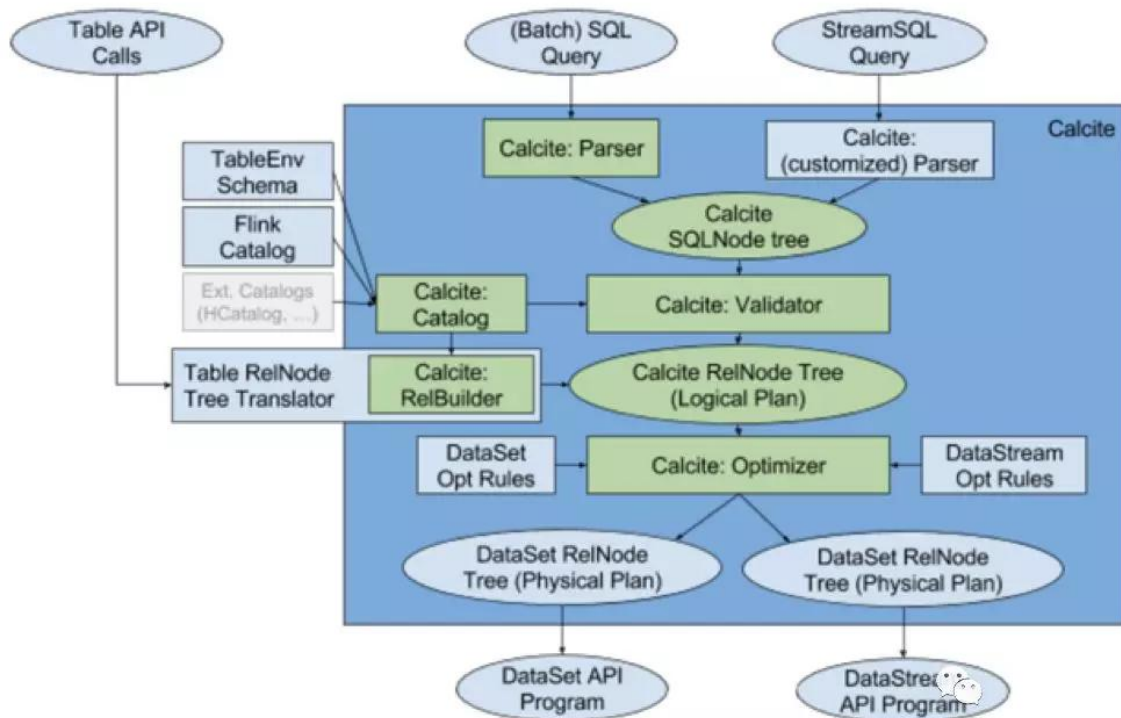 Table API
Calls
(Batch) SQL
Query
StreamSQL
Query
Calcite
Calcite: Parser
Calcite:
(customized) Parser
TableEnv
Schema
Calcite
SQLNode tree
Flink
Catalog
Ext. Catalogs
(HCatalog, ...)
Calcite:
Catalog
Calcite: Validator
Table RelNode
Tree Translator
Calcite:
RelBuilder
Calcite RelNode Tree
(Logical Plan)
DataSet
Opt Rules
Calcite: Optimizer
DataStream
Opt Rules
DataSet RelNode
Tree (Physical Plan)
DataSet RelNode
Tree (Physical Plan)
DataSet API
Program
DataStream
API Program